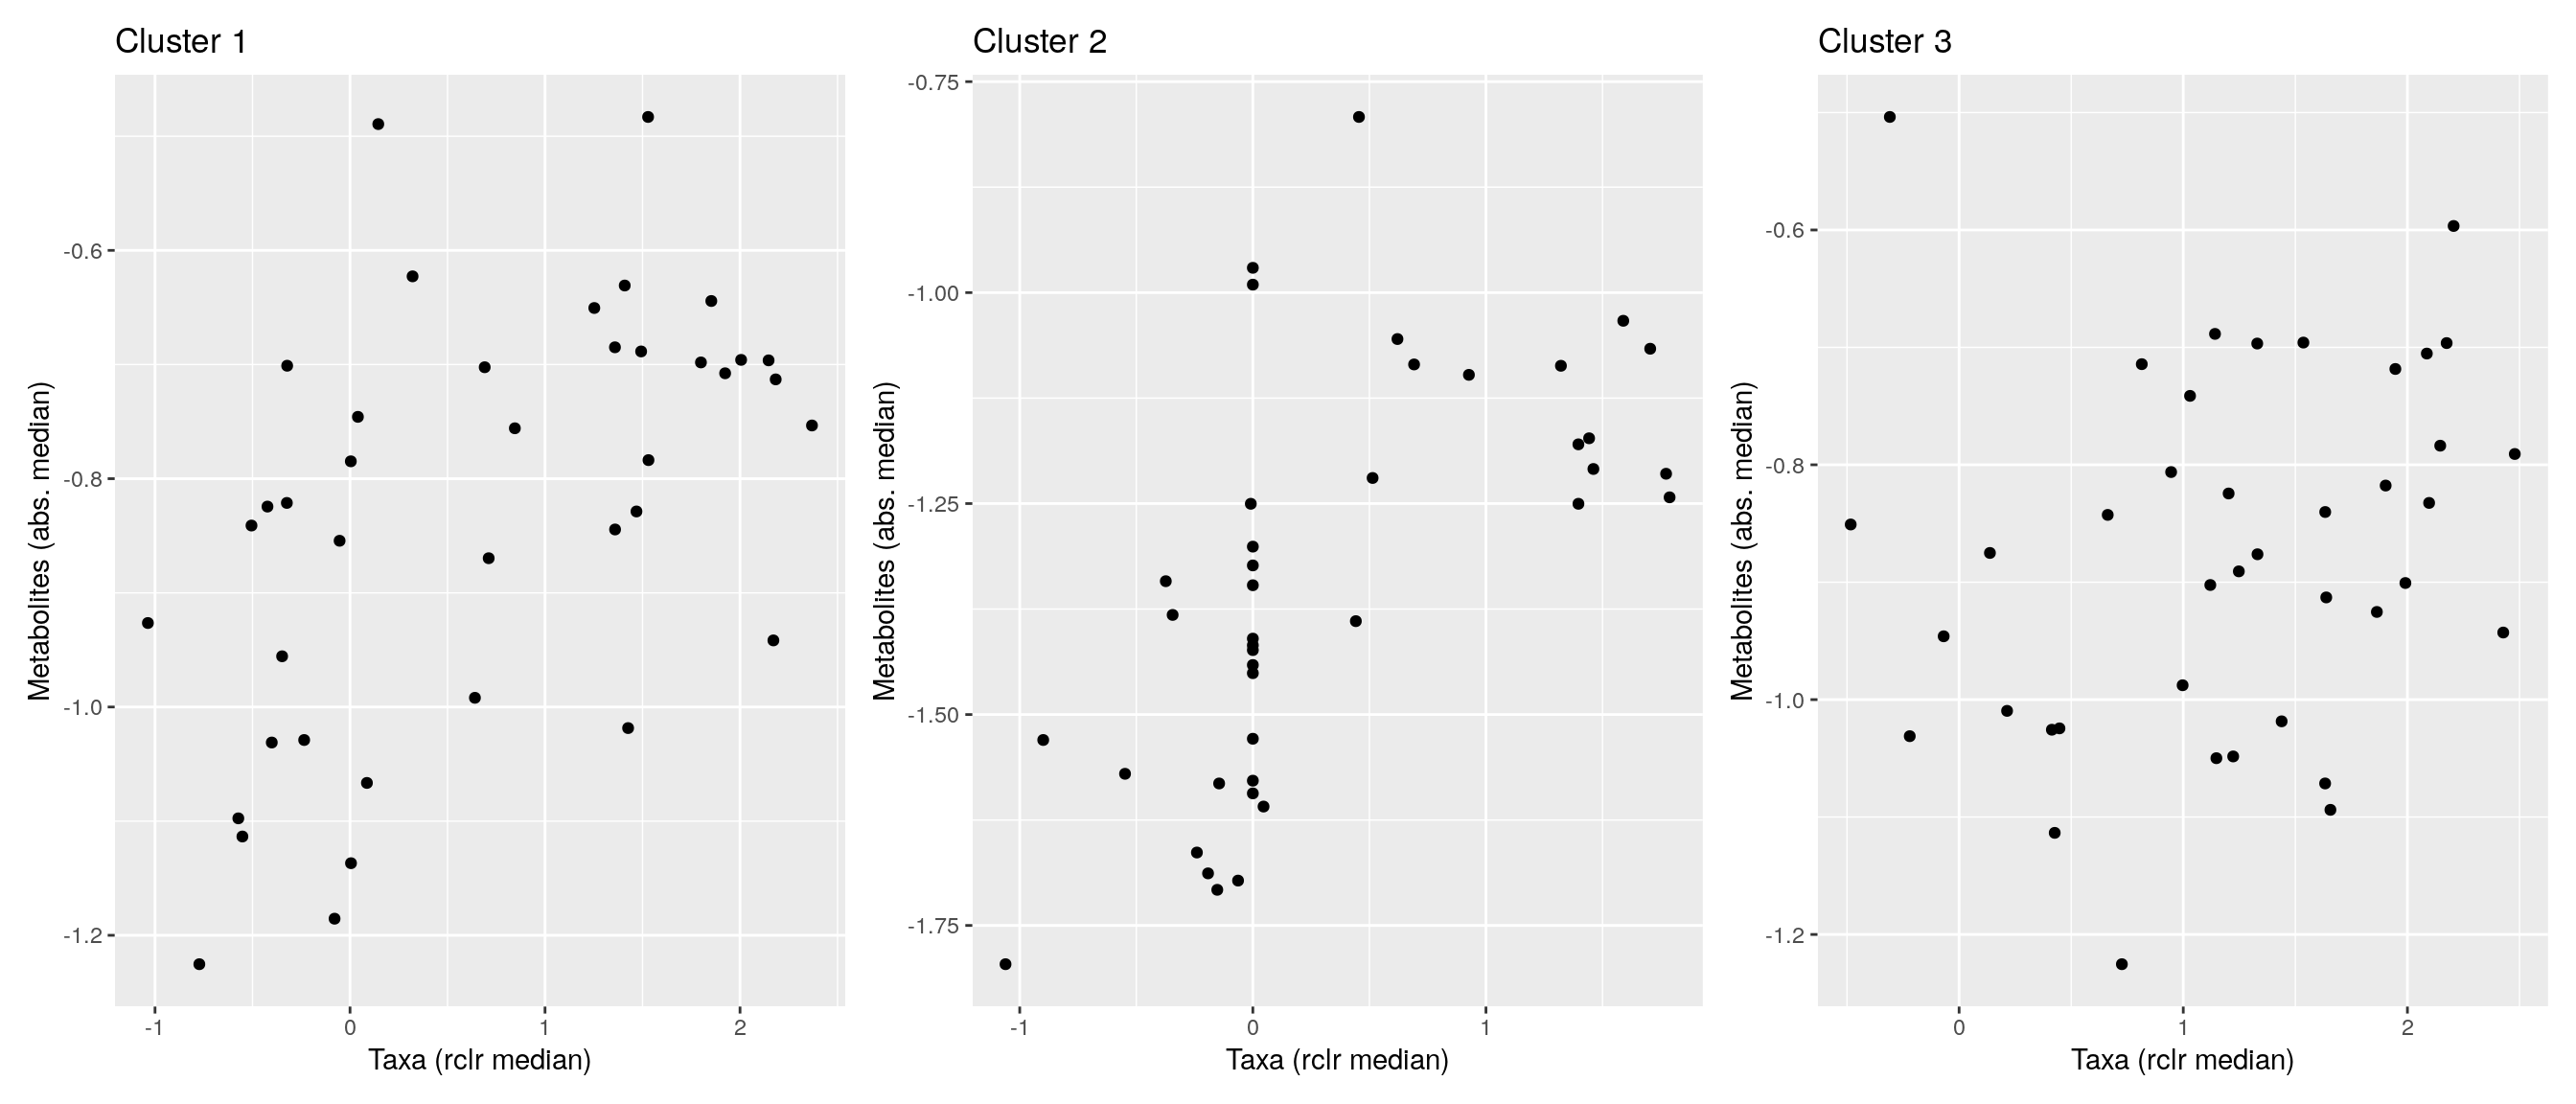 Cluster 1
Cluster 2
Cluster 3
Metabolites (abs. median)
-0.6
-0.8
-1.0
-1.2
-1
0
1
2
Taxa (rclr median)
Metabolites (abs. median)
-0.75
-1.00
-1.25
-1.50
-1.75
-1
0
1
Taxa (rclr median)
Metabolites (abs. median)
-0.6
-0.8
-1.0
-1.2
0
1
2
Taxa (rclr median)